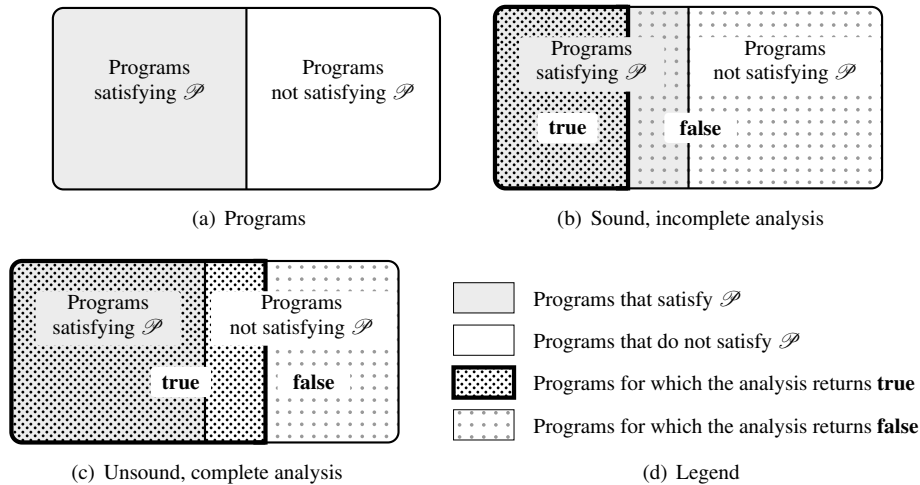 Programs
satisfying 𝒫
Programs
not satisfying 𝒫
(a) Programs
Programs
satisfying 𝒫
Programs
not satisfying 𝒫
true
false
(b) Sound, incomplete analysis
Programs
satisfying 𝒫
Programs
not satisfying 𝒫
true
false
(c) Unsound, complete analysis
Programs that satisfy 𝒫
Programs that do not satisfy 𝒫
Programs for which the analysis returns true
Programs for which the analysis returns false
(d) Legend